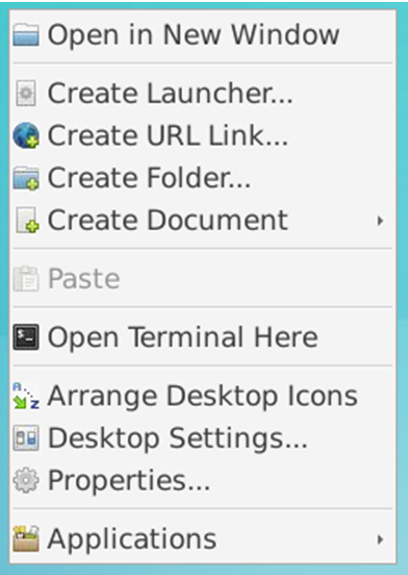 Open in New Window
Create Launcher...
Create URL Link...
Create Folder...
Create Document
Paste
Open Terminal Here
Arrange Desktop Icons
Desktop Settings...
Properties...
Applications